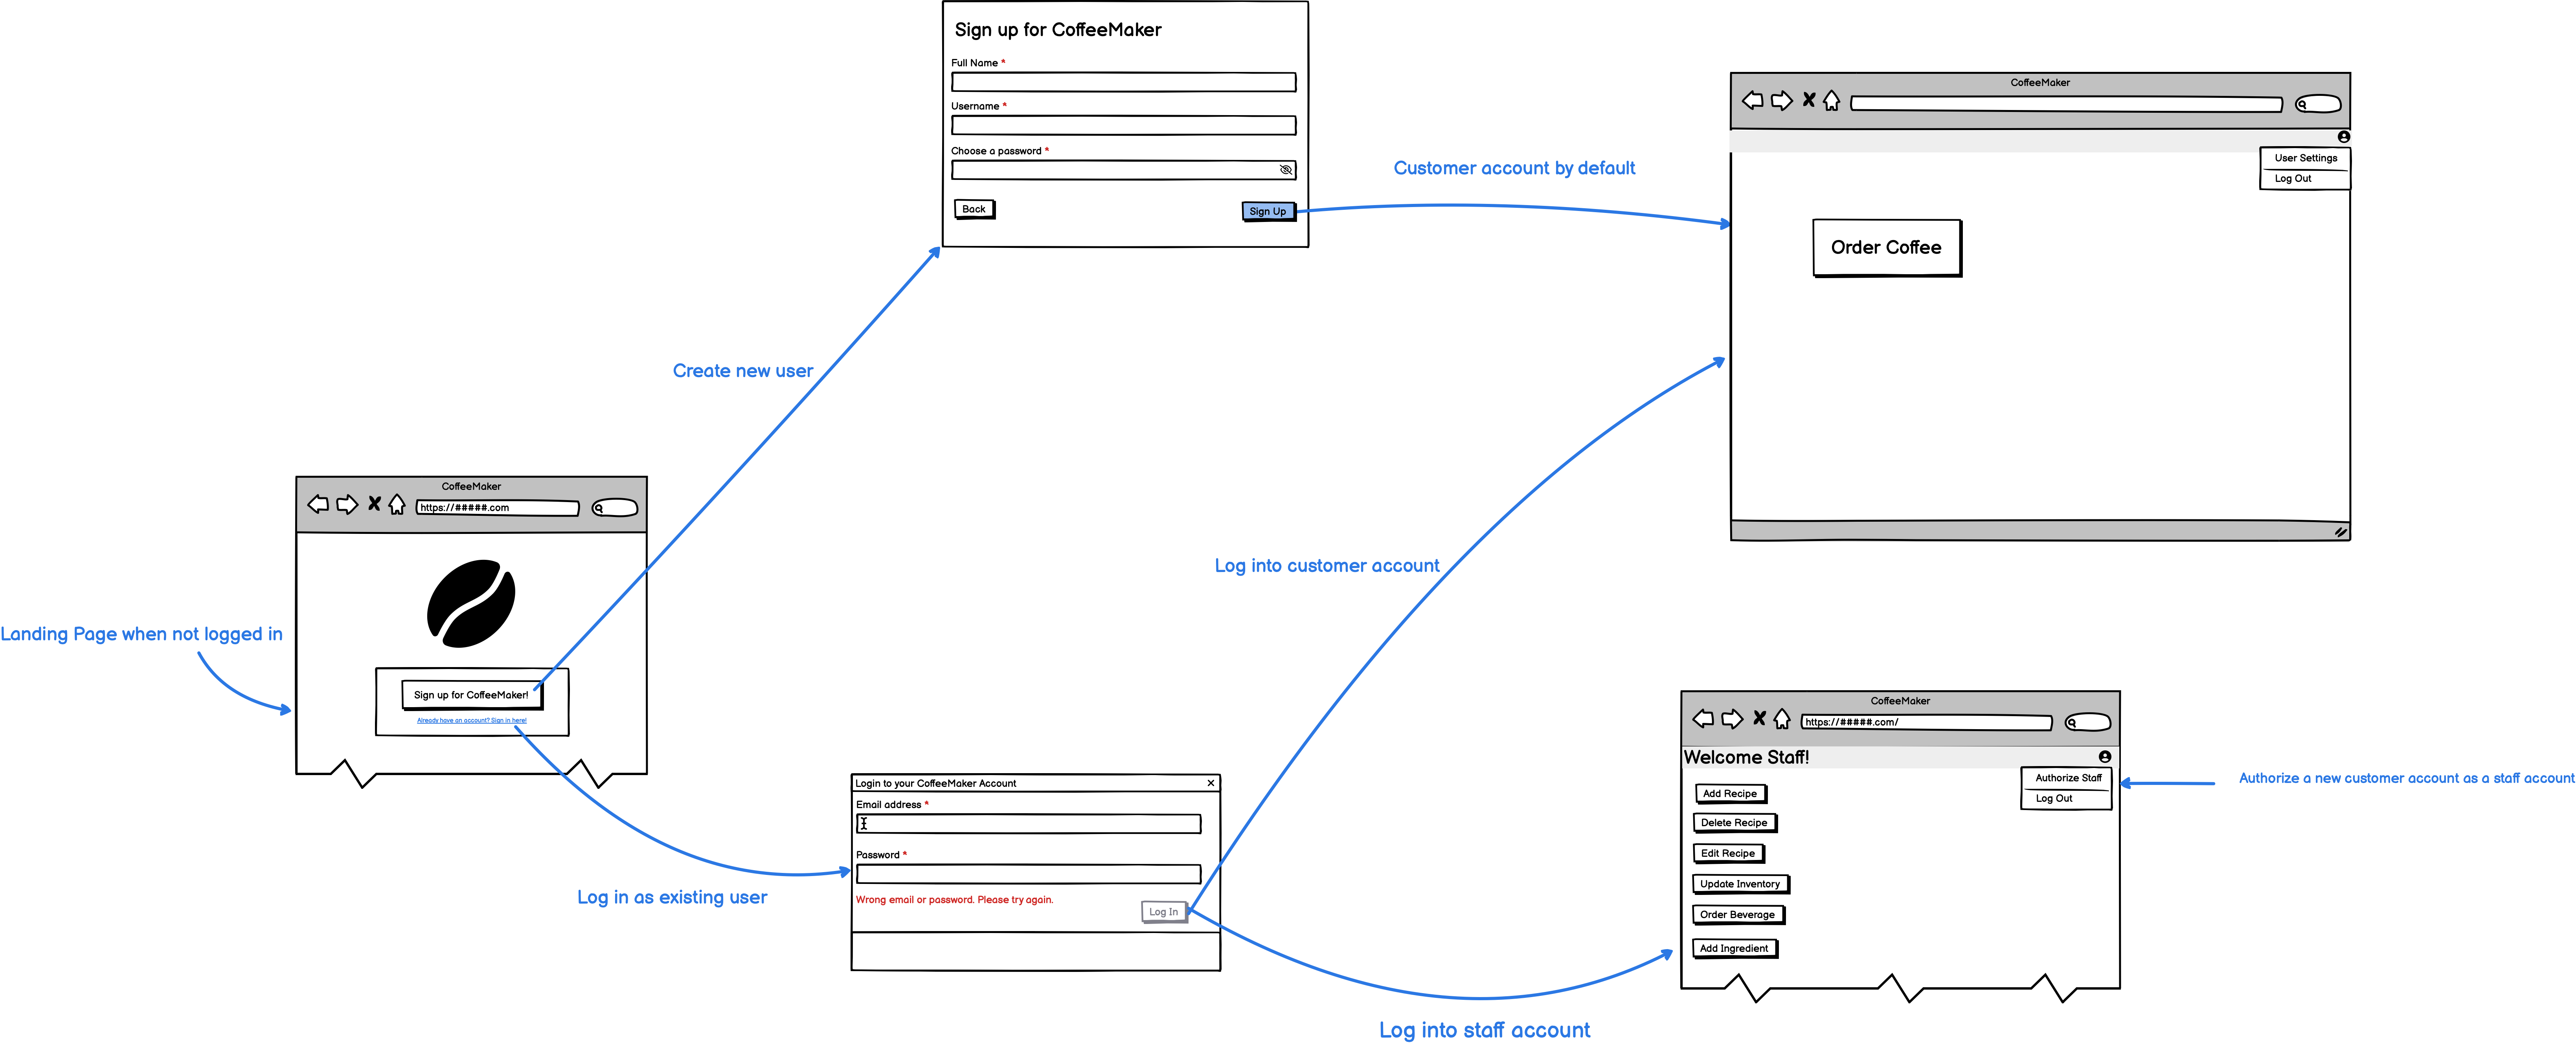 Sign up for CoffeeMaker
Full Name *
Username *
Choose a password *
Back
Sign Up
Customer account by default
CoffeeMaker
User Settings
Log Out
Order Coffee
Create new user
CoffeeMaker
https://#####.com
Landing Page when not logged in
Sign up for CoffeeMaker!
Already have an account? Sign in here!
Log into customer account
Log in as existing user
Login to your CoffeeMaker Account
Email address *
Password *
Wrong email or password. Please try again.
Log In
Log into staff account
CoffeeMaker
https://#####.com/
Welcome Staff!
Authorize Staff
Log Out
Authorize a new customer account as a staff account
Add Recipe
Delete Recipe
Edit Recipe
Update Inventory
Order Beverage
Add Ingredient